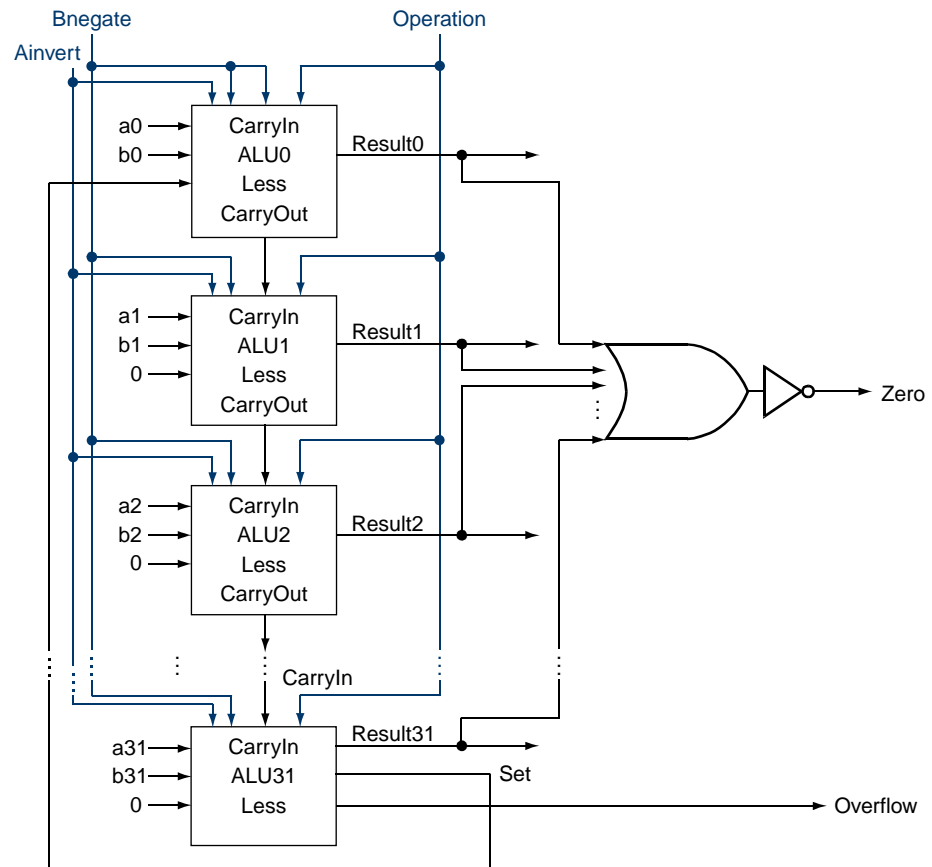 Bnegate
Operation
Ainvert
a0
CarryIn
b0
ALU0
Result0
Less
CarryOut
a1
CarryIn
b1
ALU1
Result1
0
Less
CarryOut
Zero
a2
CarryIn
b2
ALU2
Result2
0
Less
CarryOut
CarryIn
a31
CarryIn
Result31
b31
ALU31
Set
0
Less
Overflow